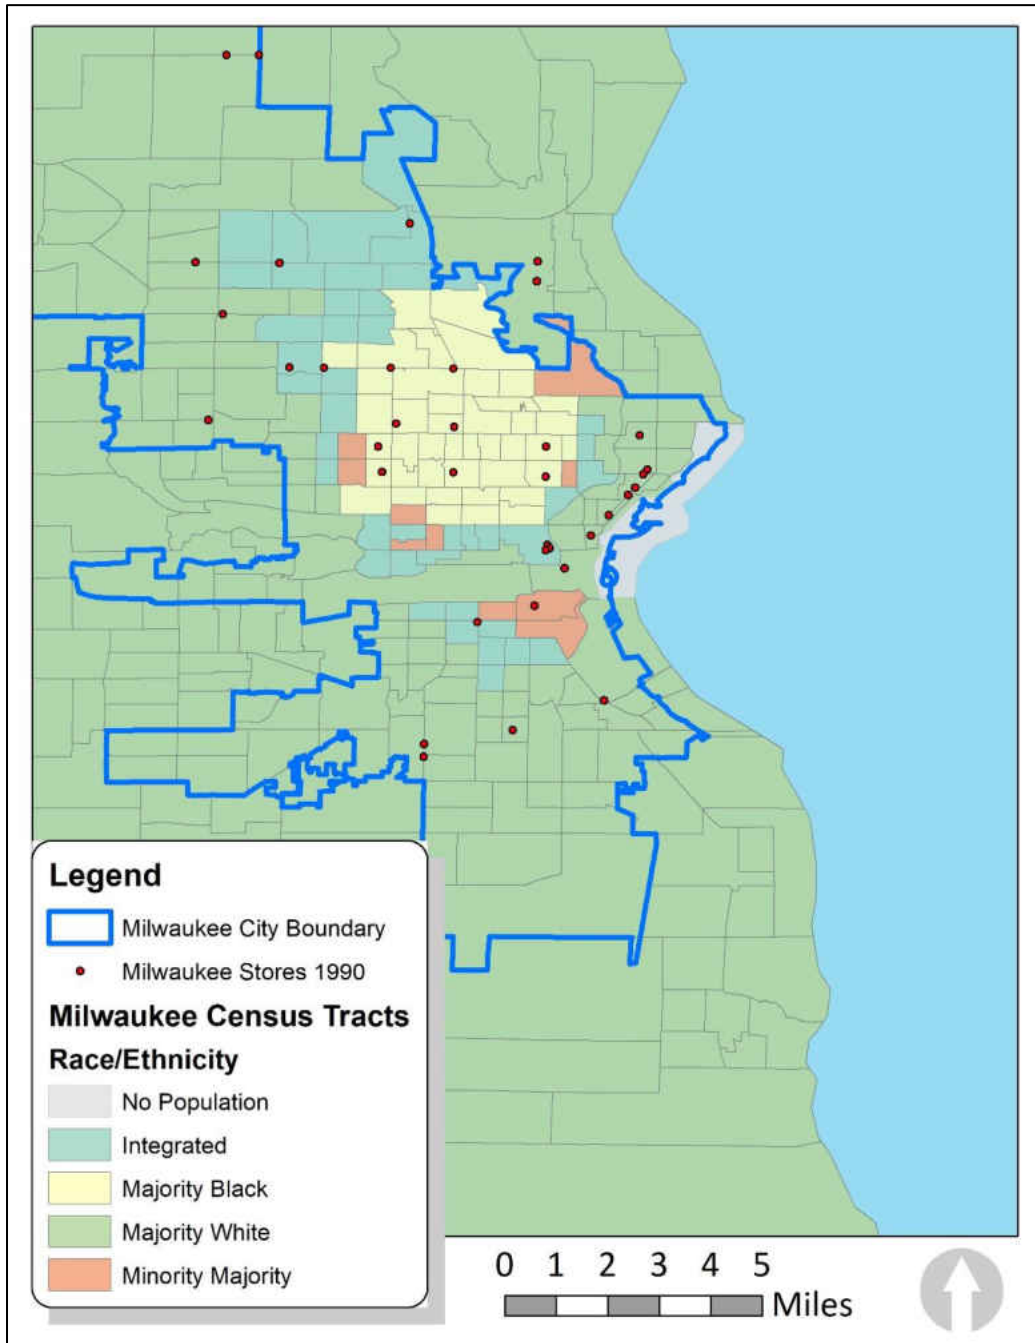 Legend
Milwaukee City Boundary
Milwaukee Stores 1990
Milwaukee Census Tracts
Race/Ethnicity
No Population
Integrated
Majority Black
Majority White
Minority Majority
0 1 2 3 4 5
Miles